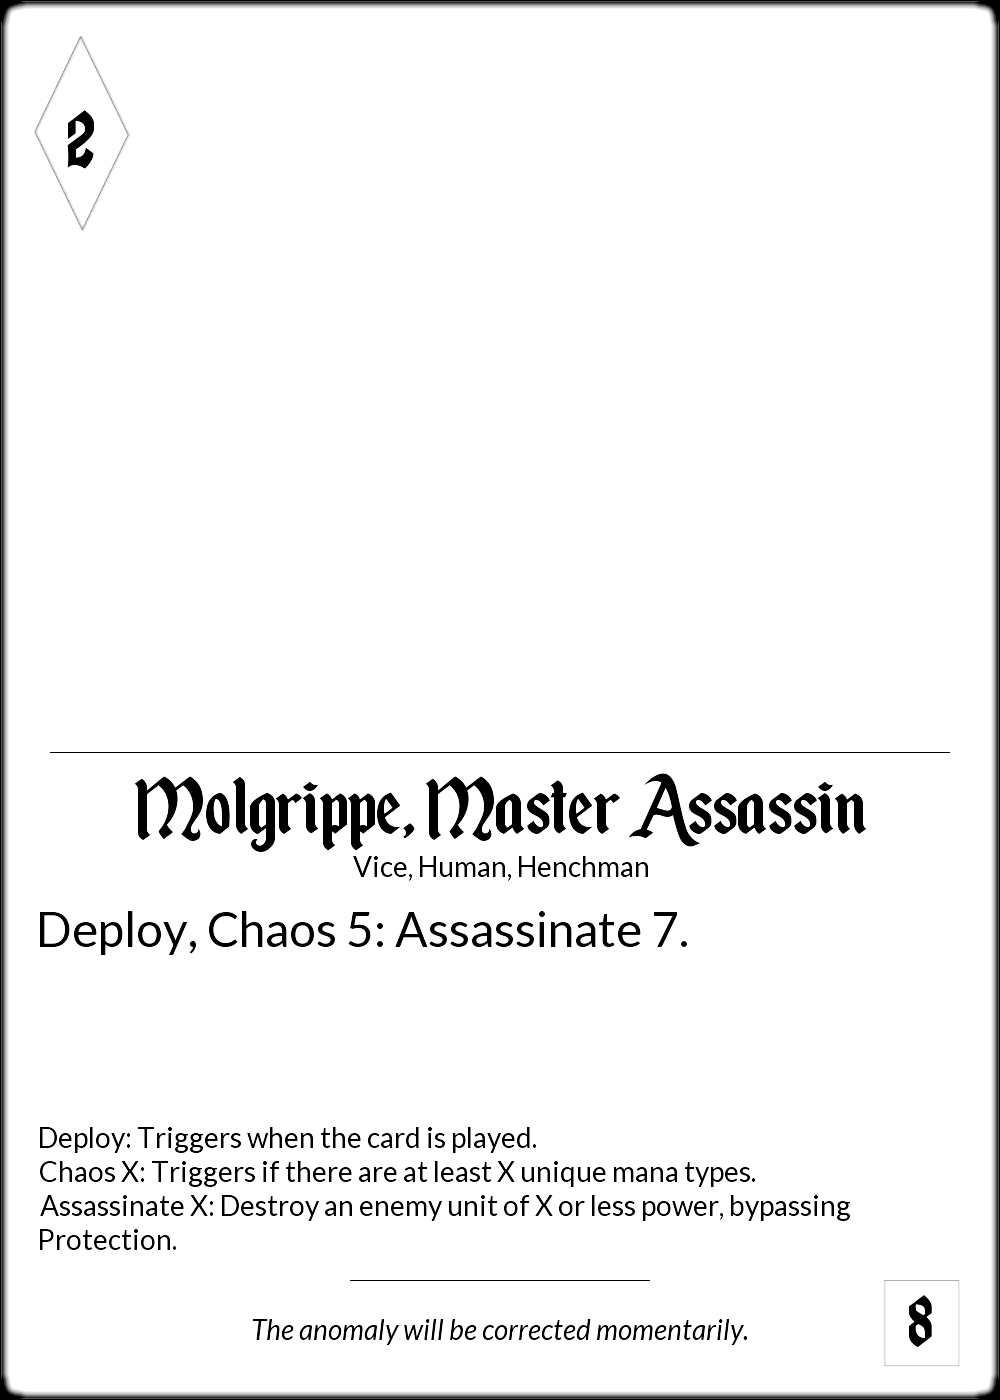 2
Molgrippe, Master Assassin
Vice, Human, Henchman
Deploy, Chaos 5: Assassinate 7.
Deploy: Triggers when the card is played.
Chaos X: Triggers if there are at least X unique mana types.
Assassinate X: Destroy an enemy unit of X or less power, bypassing
Protection.
The anomaly will be corrected momentarily.
8